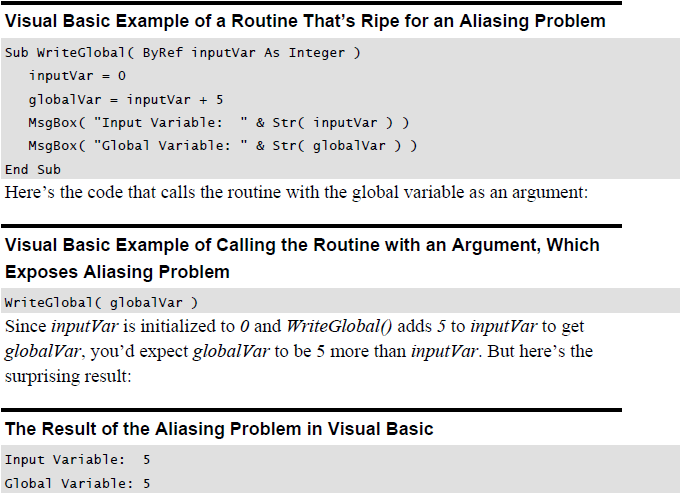 Visual Basic Example of a Routine That’s Ripe for an Aliasing Problem
Sub WriteGlobal( ByRef inputVar As Integer )
   inputVar = 0
   globalVar = inputVar + 5
   MsgBox( "Input Variable:  " & Str( inputVar ) )
   MsgBox( "Global Variable: " & Str( globalVar ) )
End Sub
Here’s the code that calls the routine with the global variable as an argument:
Visual Basic Example of Calling the Routine with an Argument, Which
Exposes Aliasing Problem
WriteGlobal( globalVar )
Since inputVar is initialized to 0 and WriteGlobal() adds 5 to inputVar to get
globalVar, you’d expect globalVar to be 5 more than inputVar. But here’s the
surprising result:
The Result of the Aliasing Problem in Visual Basic
Input Variable:  5
Global Variable: 5